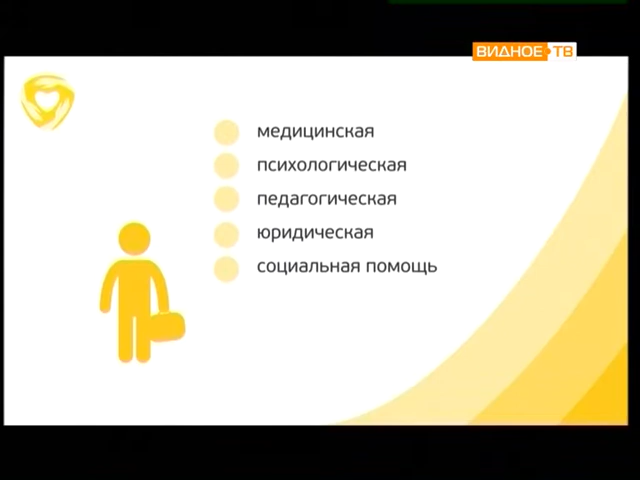 ВИДНОЕ ТВ
медицинская
психологическая
педагогическая
юридическая
социальная помощь